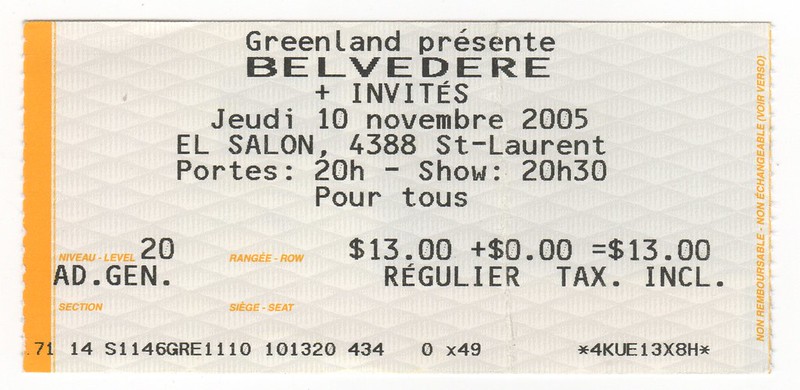 Greenland présente
BELVEDERE
+ INVITÉS
Jeudi 10 novembre 2005
EL SALON, 4388 St-Laurent
Portes: 20h - Show: 20h30
Pour tous
NIVEAU - LEVEL 20 RANGÉE - ROW $13.00 +$0.00 =$13.00
AD.GEN. RÉGULIER TAX. INCL.
SECTION SIÈGE - SEAT
.71 14 S1146GRE1110 101320 434 0 x49 *4KUE13X8H*
NON REMBOURSABLE - NON ÉCHANGEABLE (VOIR VERSO)